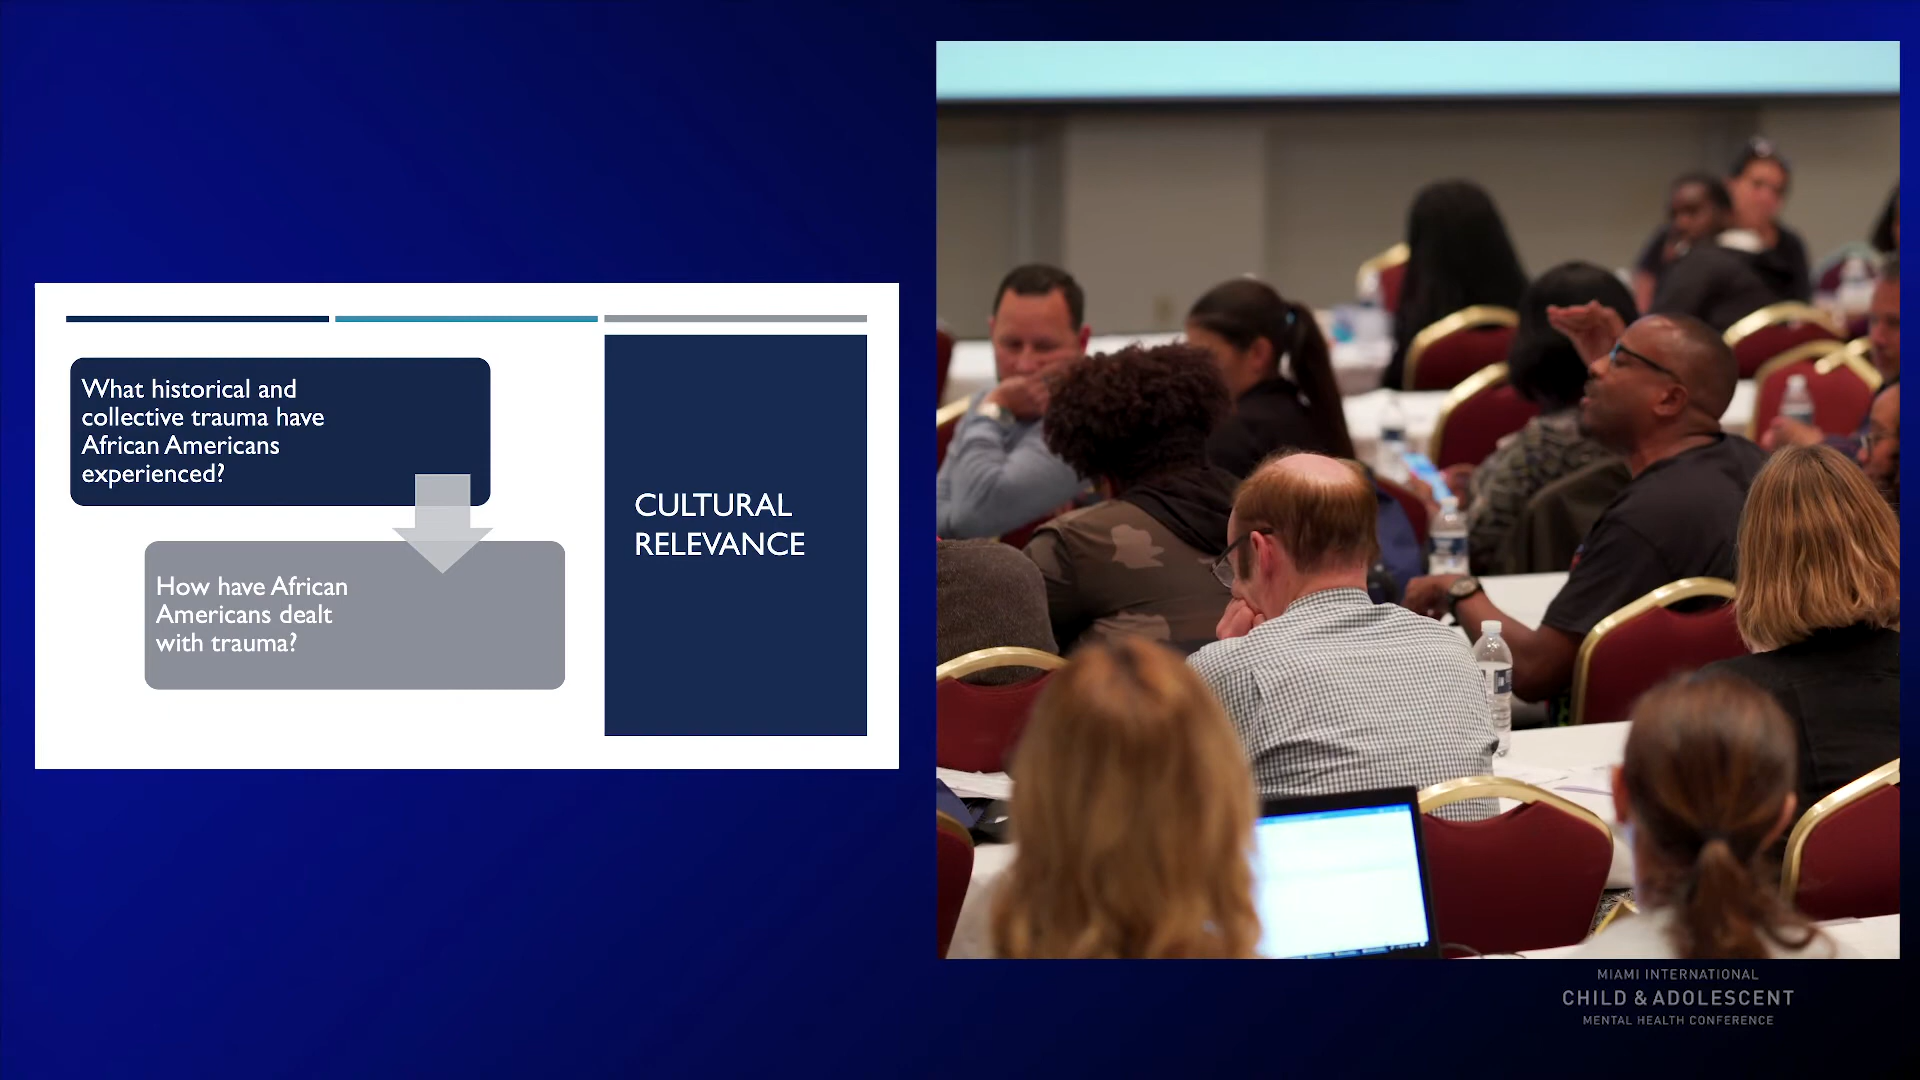 What historical and
collective trauma have
African Americans
experienced?
How have African
Americans dealt
with trauma?
CULTURAL
RELEVANCE
MIAMI INTERNATIONAL
CHILD & ADOLESCENT
MENTAL HEALTH CONFERENCE